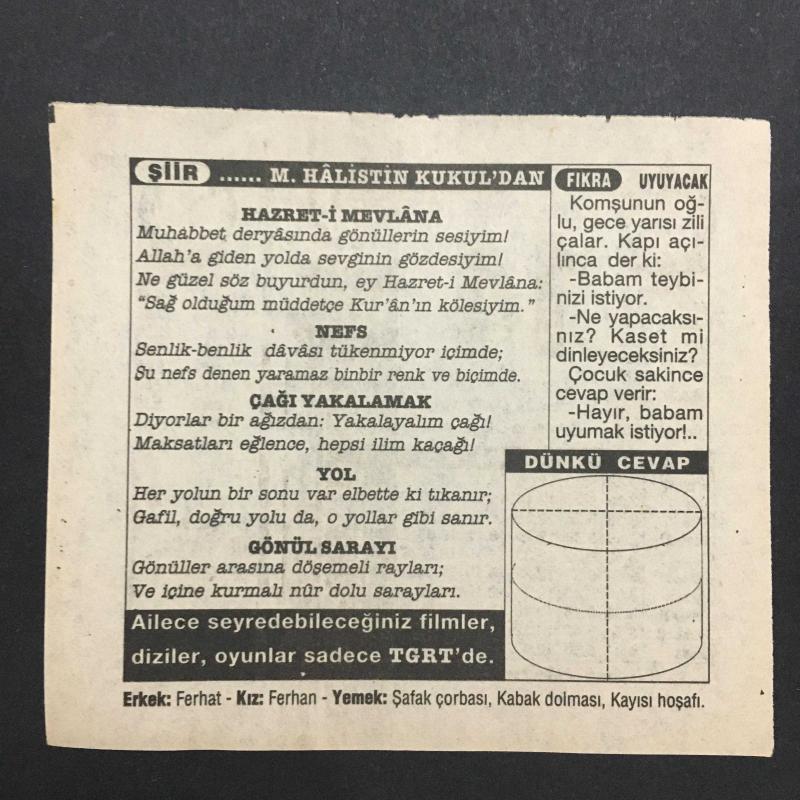 ŞİİR ...... M. HÂLİSTİN KUKUL'DAN
HAZRET-İ MEVLÂNA
Muhabbet deryâsında gönüllerin sesiyim!
Allah'a giden yolda sevginin gözdesiyim!
Ne güzel söz buyurdun, ey Hazret-i Mevlâna:
"Sağ olduğum müddetçe Kur'ân'ın kölesiyim."
NEFS
Senlik-benlik dâvâsı tükenmiyor içimde;
Şu nefs denen yaramaz binbir renk ve biçimde.
ÇAĞI YAKALAMAK
Diyorlar bir ağızdan: Yakalayalım çağı!
Maksatları eğlence, hepsi ilim kaçağı!
YOL
Her yolun bir sonu var elbette ki tıkanır;
Gafil, doğru yolu da, o yollar gibi sanır.
GÖNÜL SARAYI
Gönüller arasına döşemeli rayları;
Ve içine kurmalı nûr dolu sarayları.
Ailece seyredebileceğiniz filmler,
diziler, oyunlar sadece TGRT'de.
FIKRA UYUYACAK
Komşunun oğ-
lu, gece yarısı zili
çalar. Kapı açı-
lınca der ki:
-Babam teybi-
nizi istiyor.
-Ne yapacaksı-
nız? Kaset mi
dinleyeceksiniz?
Çocuk sakince
cevap verir:
-Hayır, babam
uyumak istiyor!..
DÜNKÜ CEVAP
Erkek: Ferhat - Kız: Ferhan - Yemek: Şafak çorbası, Kabak dolması, Kayısı hoşafı.